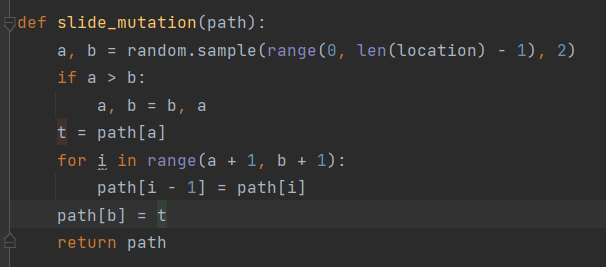 def slide_mutation(path):
    a, b = random.sample(range(0, len(location) - 1), 2)
    if a > b:
        a, b = b, a
    t = path[a]
    for i in range(a + 1, b + 1):
        path[i - 1] = path[i]
    path[b] = t
    return path